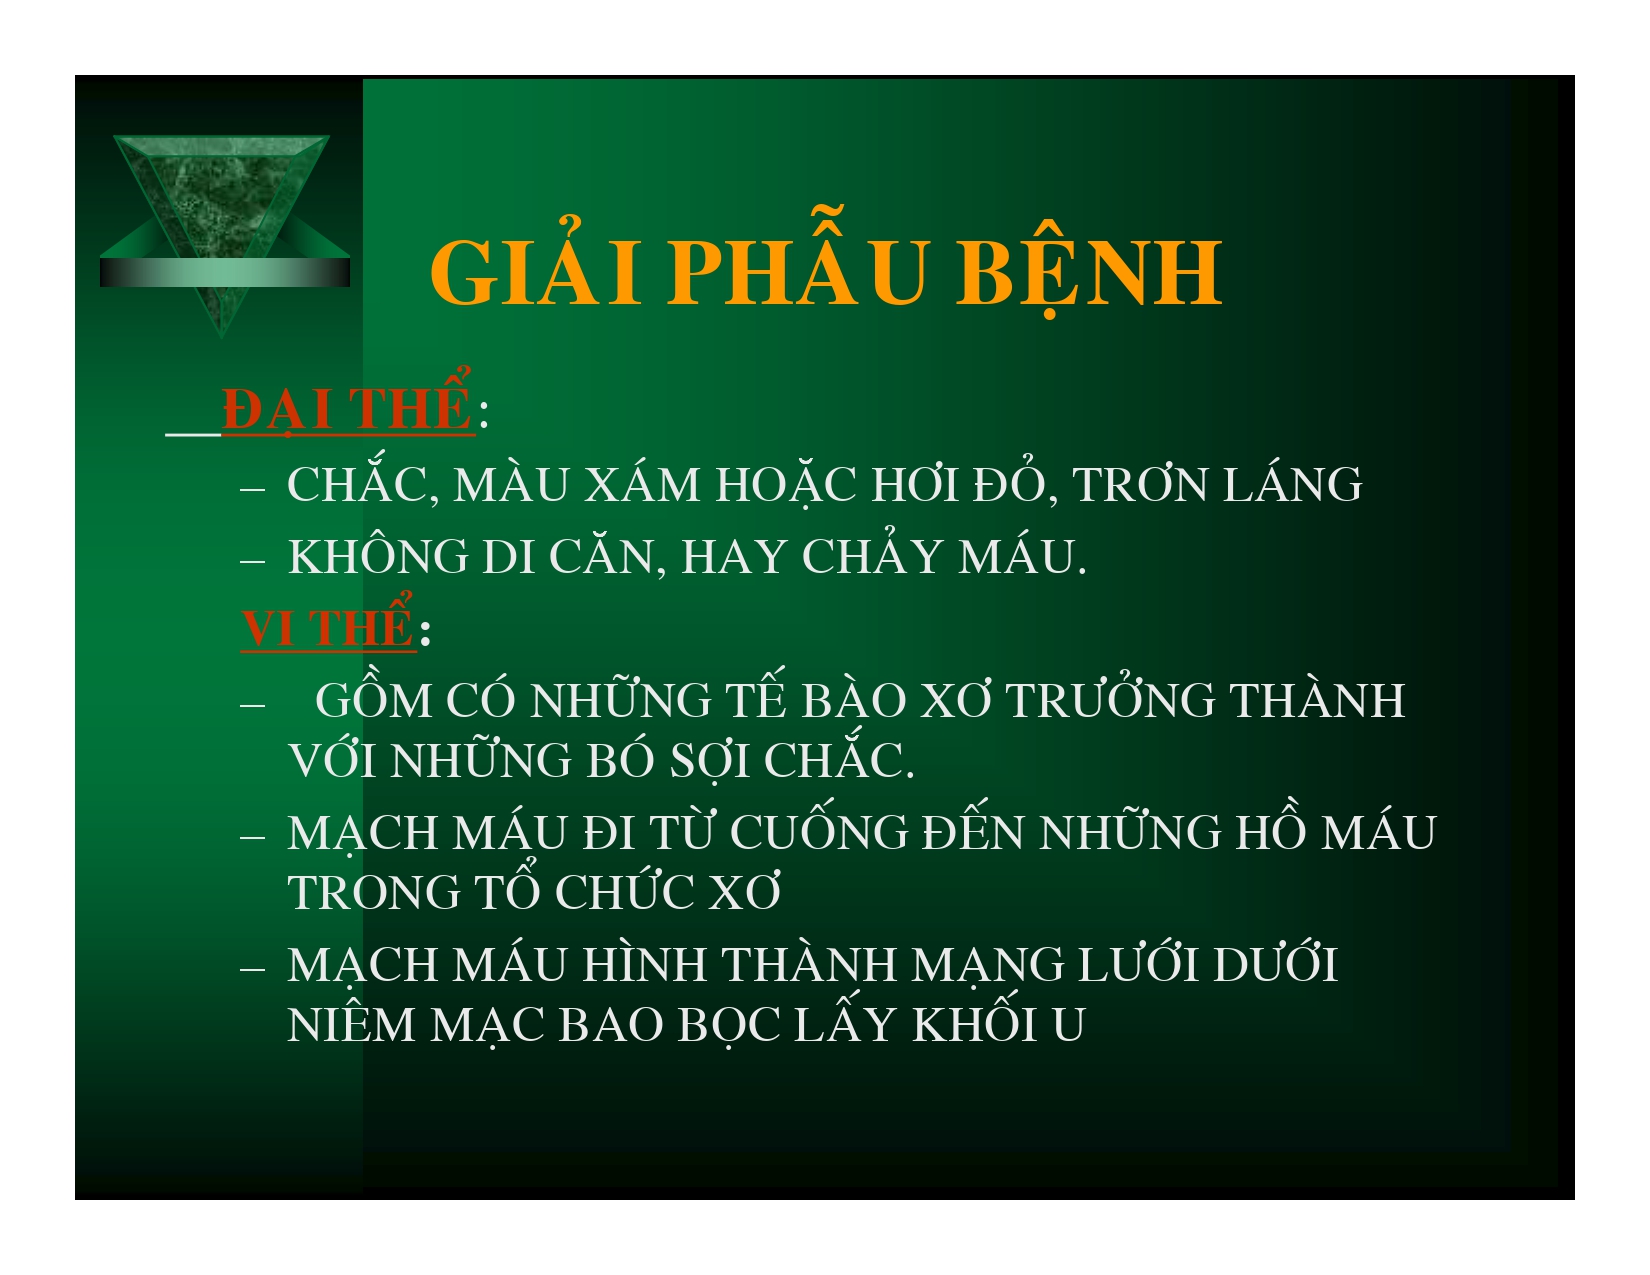 GIẢI PHẪU BỆNH
ĐẠI THỂ:
– CHẮC, MÀU XÁM HOẶC HƠI ĐỎ, TRƠN LÁNG
– KHÔNG DI CĂN, HAY CHẢY MÁU.
VI THỂ:
– GỒM CÓ NHỮNG TẾ BÀO XƠ TRƯỞNG THÀNH
VỚI NHỮNG BÓ SỢI CHẮC.
– MẠCH MÁU ĐI TỪ CUỐNG ĐẾN NHỮNG HỒ MÁU
TRONG TỔ CHỨC XƠ
– MẠCH MÁU HÌNH THÀNH MẠNG LƯỚI DƯỚI
NIÊM MẠC BAO BỌC LẤY KHỐI U